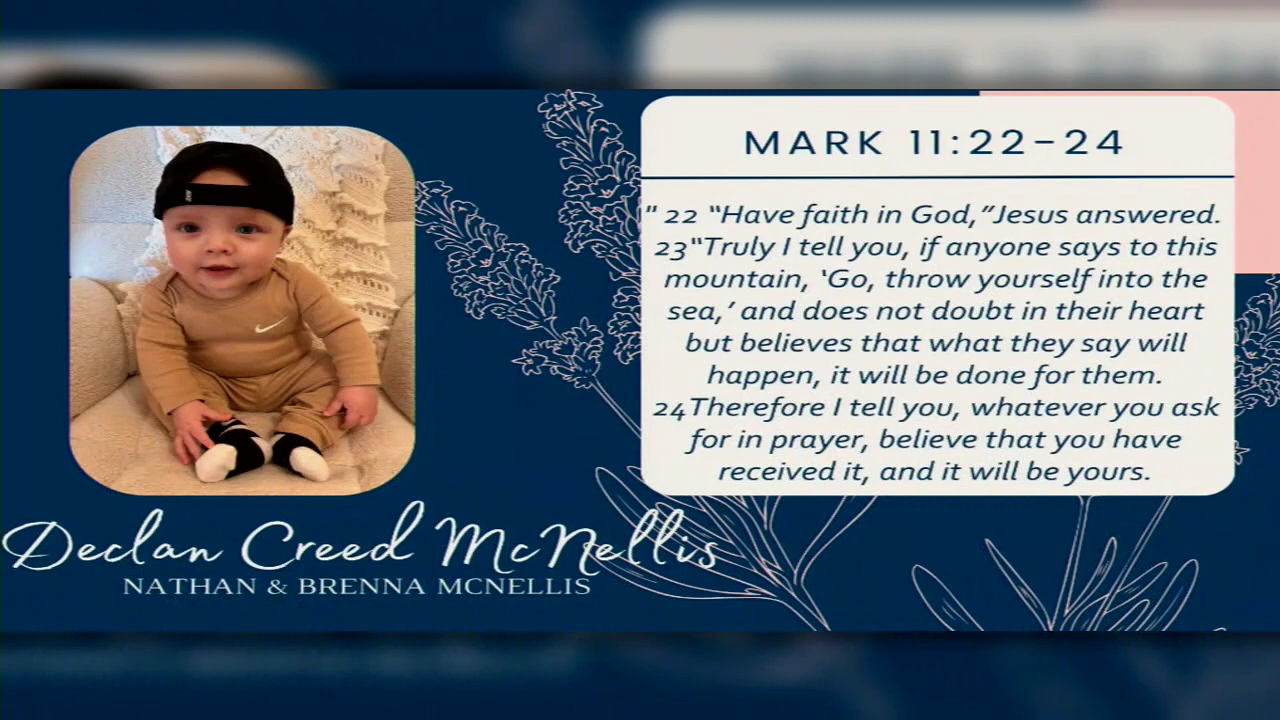 MARK 11:22-24
" 22 “Have faith in God,” Jesus answered.
23“Truly I tell you, if anyone says to this
mountain, ‘Go, throw yourself into the
sea,’ and does not doubt in their heart
but believes that what they say will
happen, it will be done for them.
24Therefore I tell you, whatever you ask
for in prayer, believe that you have
received it, and it will be yours.
Declan Creed McNellis
NATHAN & BRENNA MCNELLIS